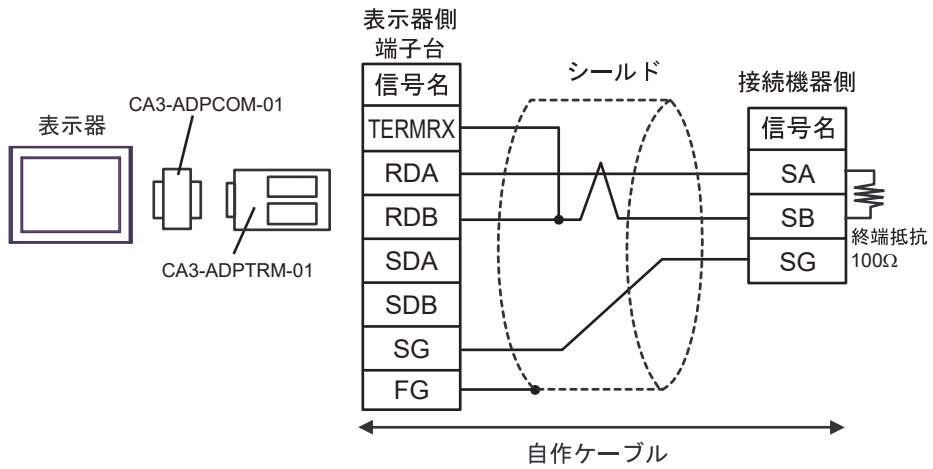 表示器
CA3-ADPCOM-01
CA3-ADPTRM-01
表示器側
端子台
信号名
TERMRX
RDA
RDB
SDA
SDB
SG
FG
シールド
接続機器側
信号名
SA
SB
SG
終端抵抗
100Ω
自作ケーブル